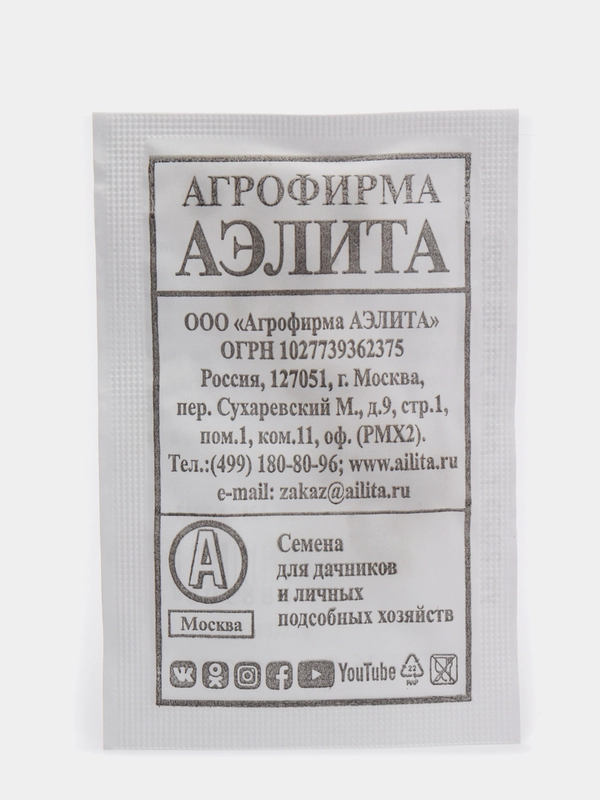 АГРОФИРМА
АЭЛИТА
ООО «Агрофирма АЭЛИТА»
ОГРН 1027739362375
Россия, 127051, г. Москва,
пер. Сухаревский М., д.9, стр.1,
пом.1, ком.11, оф. (РМХ2).
Тел.:(499) 180-80-96; www.ailita.ru
e-mail: zakaz@ailita.ru
А
Семена
для дачников
и личных
подсобных хозяйств
Москва
YouTube
22
PAP